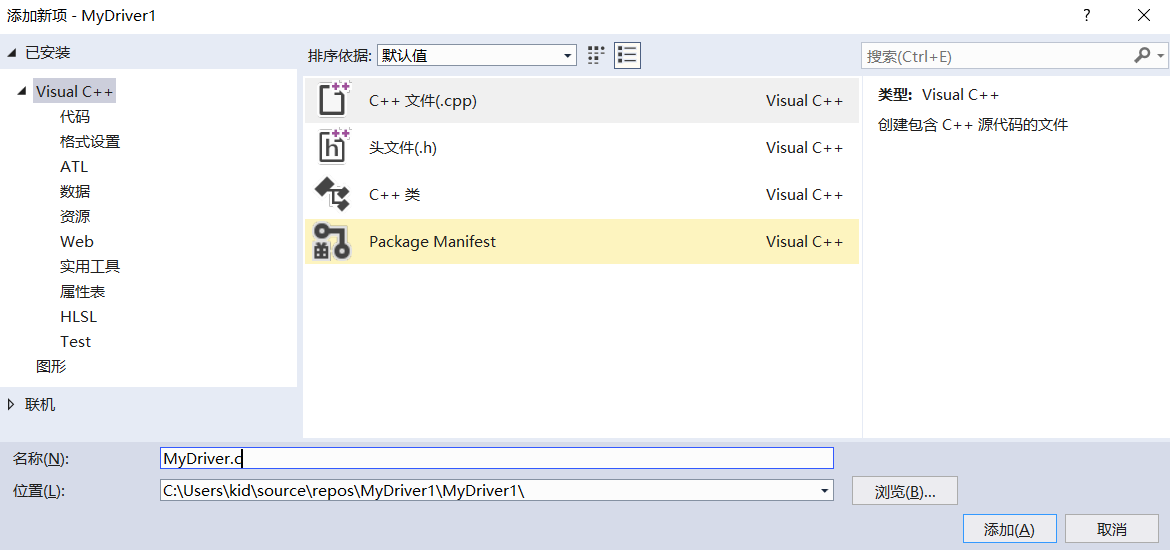 添加新项 - MyDriver1
?
已安装
Visual C++
代码
格式设置
ATL
数据
资源
Web
实用工具
属性表
HLSL
Test
图形
联机
排序依据: 默认值
C++ 文件(.cpp) Visual C++
头文件(.h) Visual C++
C++ 类 Visual C++
Package Manifest Visual C++
搜索(Ctrl+E)
类型: Visual C++
创建包含 C++ 源代码的文件
名称(N): MyDriver.c
位置(L): C:\Users\kid\source\repos\MyDriver1\MyDriver1\
浏览(B)...
添加(A) 取消